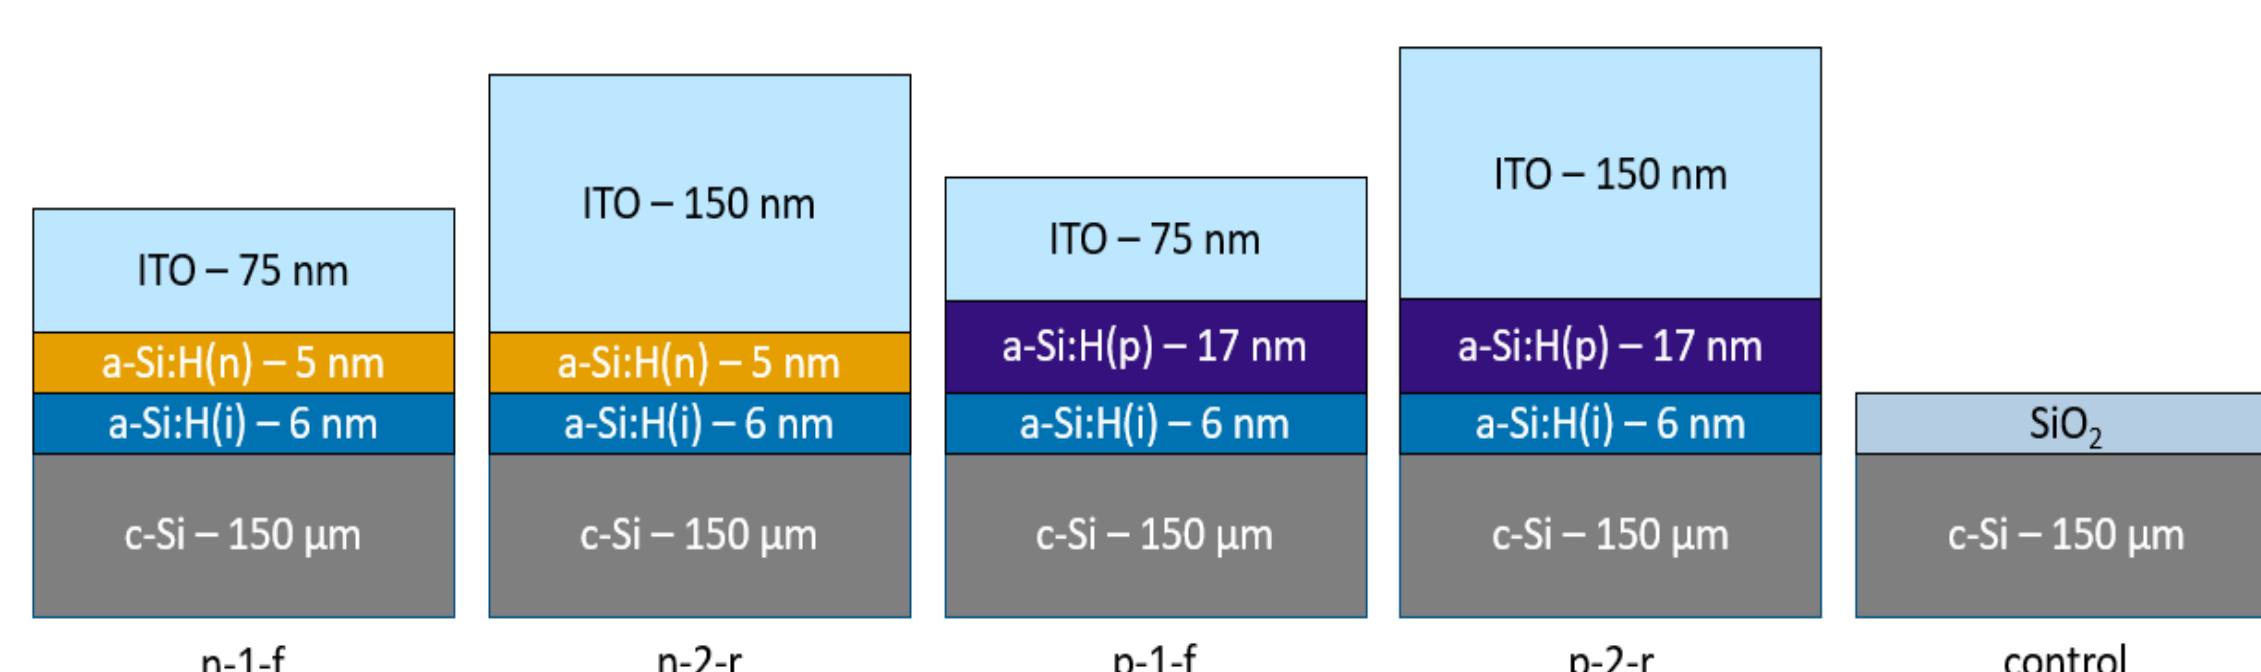 ITO – 75 nm
a-Si:H(n) – 5 nm
a-Si:H(i) – 6 nm
c-Si – 150 µm
n-1-f
ITO – 150 nm
a-Si:H(n) – 5 nm
a-Si:H(i) – 6 nm
c-Si – 150 µm
n-2-r
ITO – 75 nm
a-Si:H(p) – 17 nm
a-Si:H(i) – 6 nm
c-Si – 150 µm
p-1-f
ITO – 150 nm
a-Si:H(p) – 17 nm
a-Si:H(i) – 6 nm
c-Si – 150 µm
p-2-r
SiO₂
c-Si – 150 µm
control